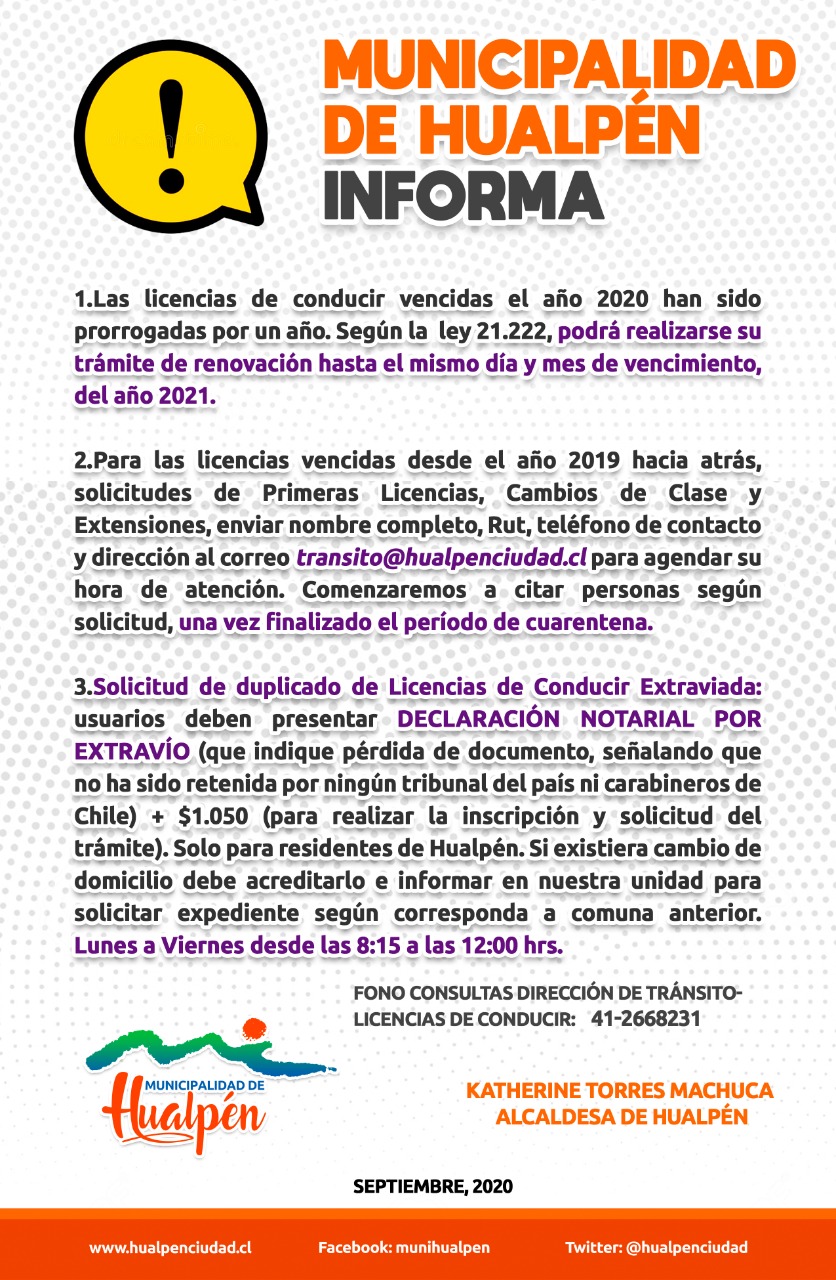 MUNICIPALIDAD
DE HUALPÉN
INFORMA
1.Las licencias de conducir vencidas el año 2020 han sido
prorrogadas por un año. Según la ley 21.222, podrá realizarse su
trámite de renovación hasta el mismo día y mes de vencimiento,
del año 2021.
2.Para las licencias vencidas desde el año 2019 hacia atrás,
solicitudes de Primeras Licencias, Cambios de Clase y
Extensiones, enviar nombre completo, Rut, teléfono de contacto
y dirección al correo transito@hualpenciudad.cl para agendar su
hora de atención. Comenzaremos a citar personas según
solicitud, una vez finalizado el período de cuarentena.
3.Solicitud de duplicado de Licencias de Conducir Extraviada:
usuarios deben presentar DECLARACIÓN NOTARIAL POR
EXTRAVÍO (que indique pérdida de documento, señalando que
no ha sido retenida por ningún tribunal del país ni carabineros de
Chile) + $1.050 (para realizar la inscripción y solicitud del
trámite). Solo para residentes de Hualpén. Si existiera cambio de
domicilio debe acreditarlo e informar en nuestra unidad para
solicitar expediente según corresponda a comuna anterior.
Lunes a Viernes desde las 8:15 a las 12:00 hrs.
FONO CONSULTAS DIRECCIÓN DE TRÁNSITO-
LICENCIAS DE CONDUCIR: 41-2668231
MUNICIPALIDAD DE
Hualpén
KATHERINE TORRES MACHUCA
ALCALDESA DE HUALPÉN
SEPTIEMBRE, 2020
www.hualpenciudad.cl Facebook: munihualpen Twitter: @hualpenciudad